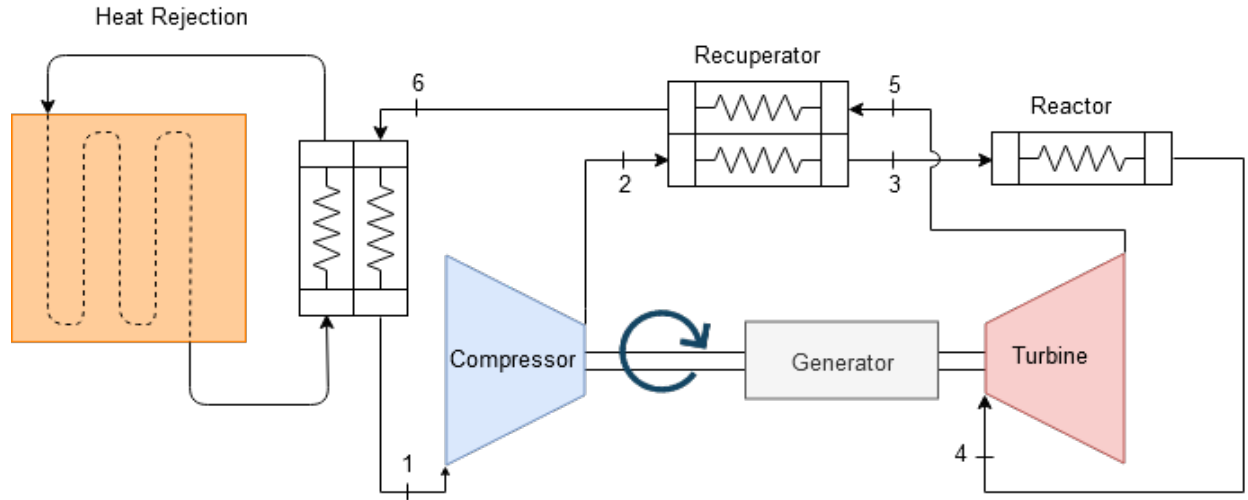 Heat Rejection
Recuperator
6
5
Reactor
2
3
Compressor
Generator
Turbine
4
1